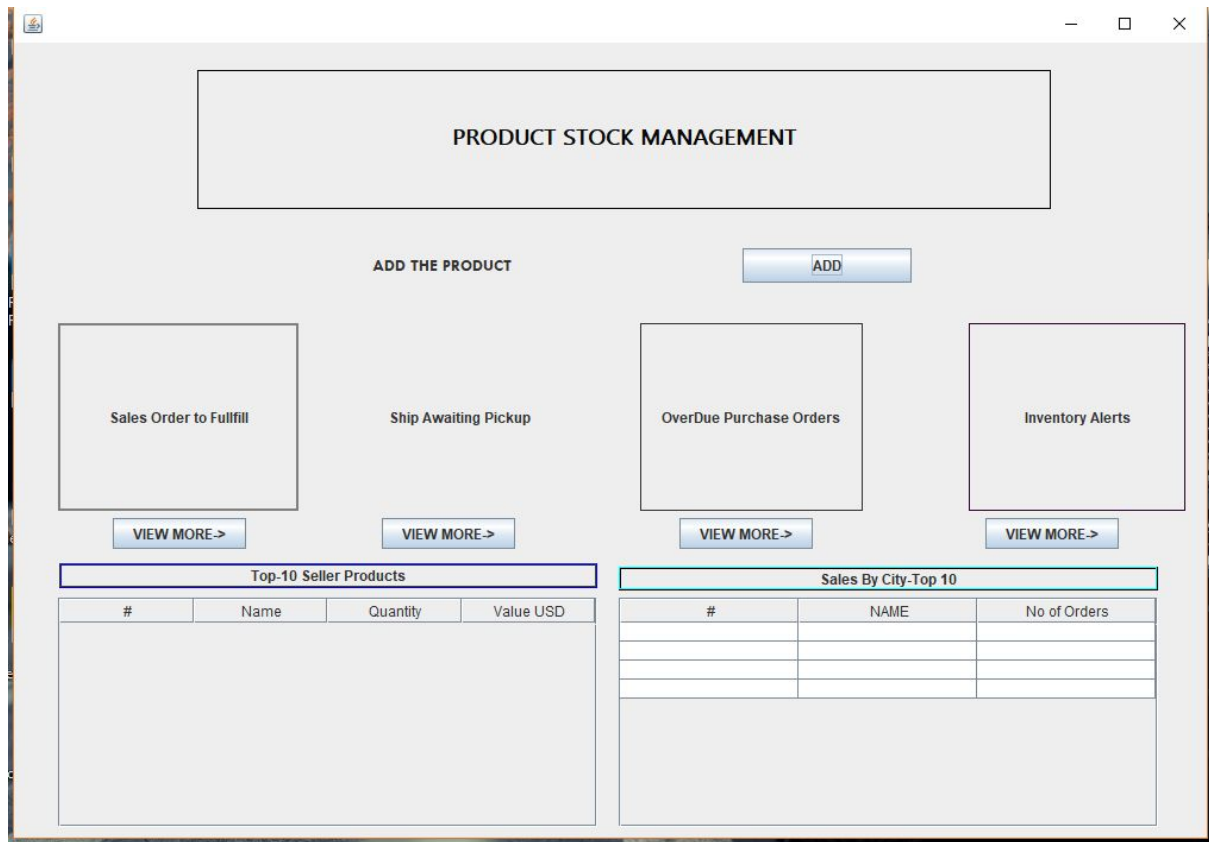 PRODUCT STOCK MANAGEMENT
ADD THE PRODUCT
ADD
Sales Order to Fullfill
Ship Awaiting Pickup
OverDue Purchase Orders
Inventory Alerts
VIEW MORE->
VIEW MORE->
VIEW MORE->
VIEW MORE->
Top-10 Seller Products
# Name Quantity Value USD
Sales By City-Top 10
# NAME No of Orders